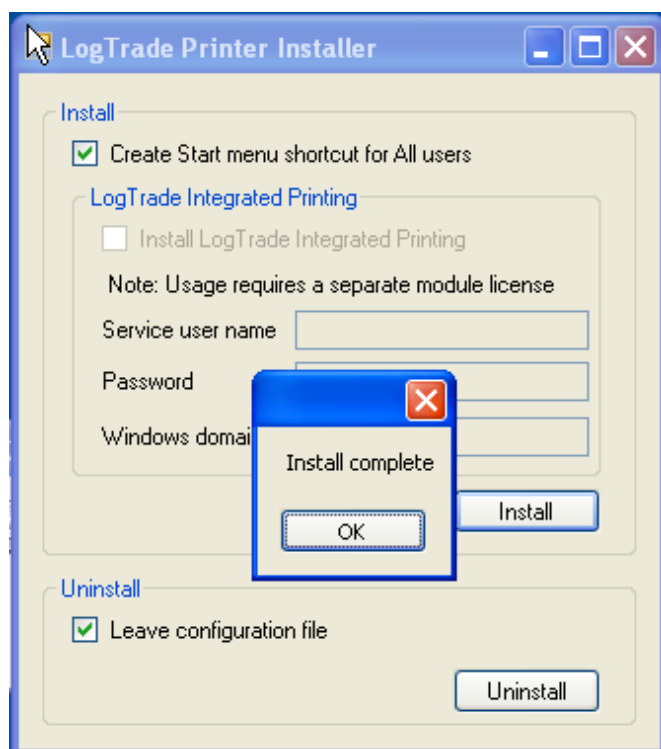 LogTrade Printer Installer
Install
Create Start menu shortcut for All users
LogTrade Integrated Printing
Install LogTrade Integrated Printing
Note: Usage requires a separate module license
Service user name
Password
Windows domai
Install complete
OK
Install
Uninstall
Leave configuration file
Uninstall